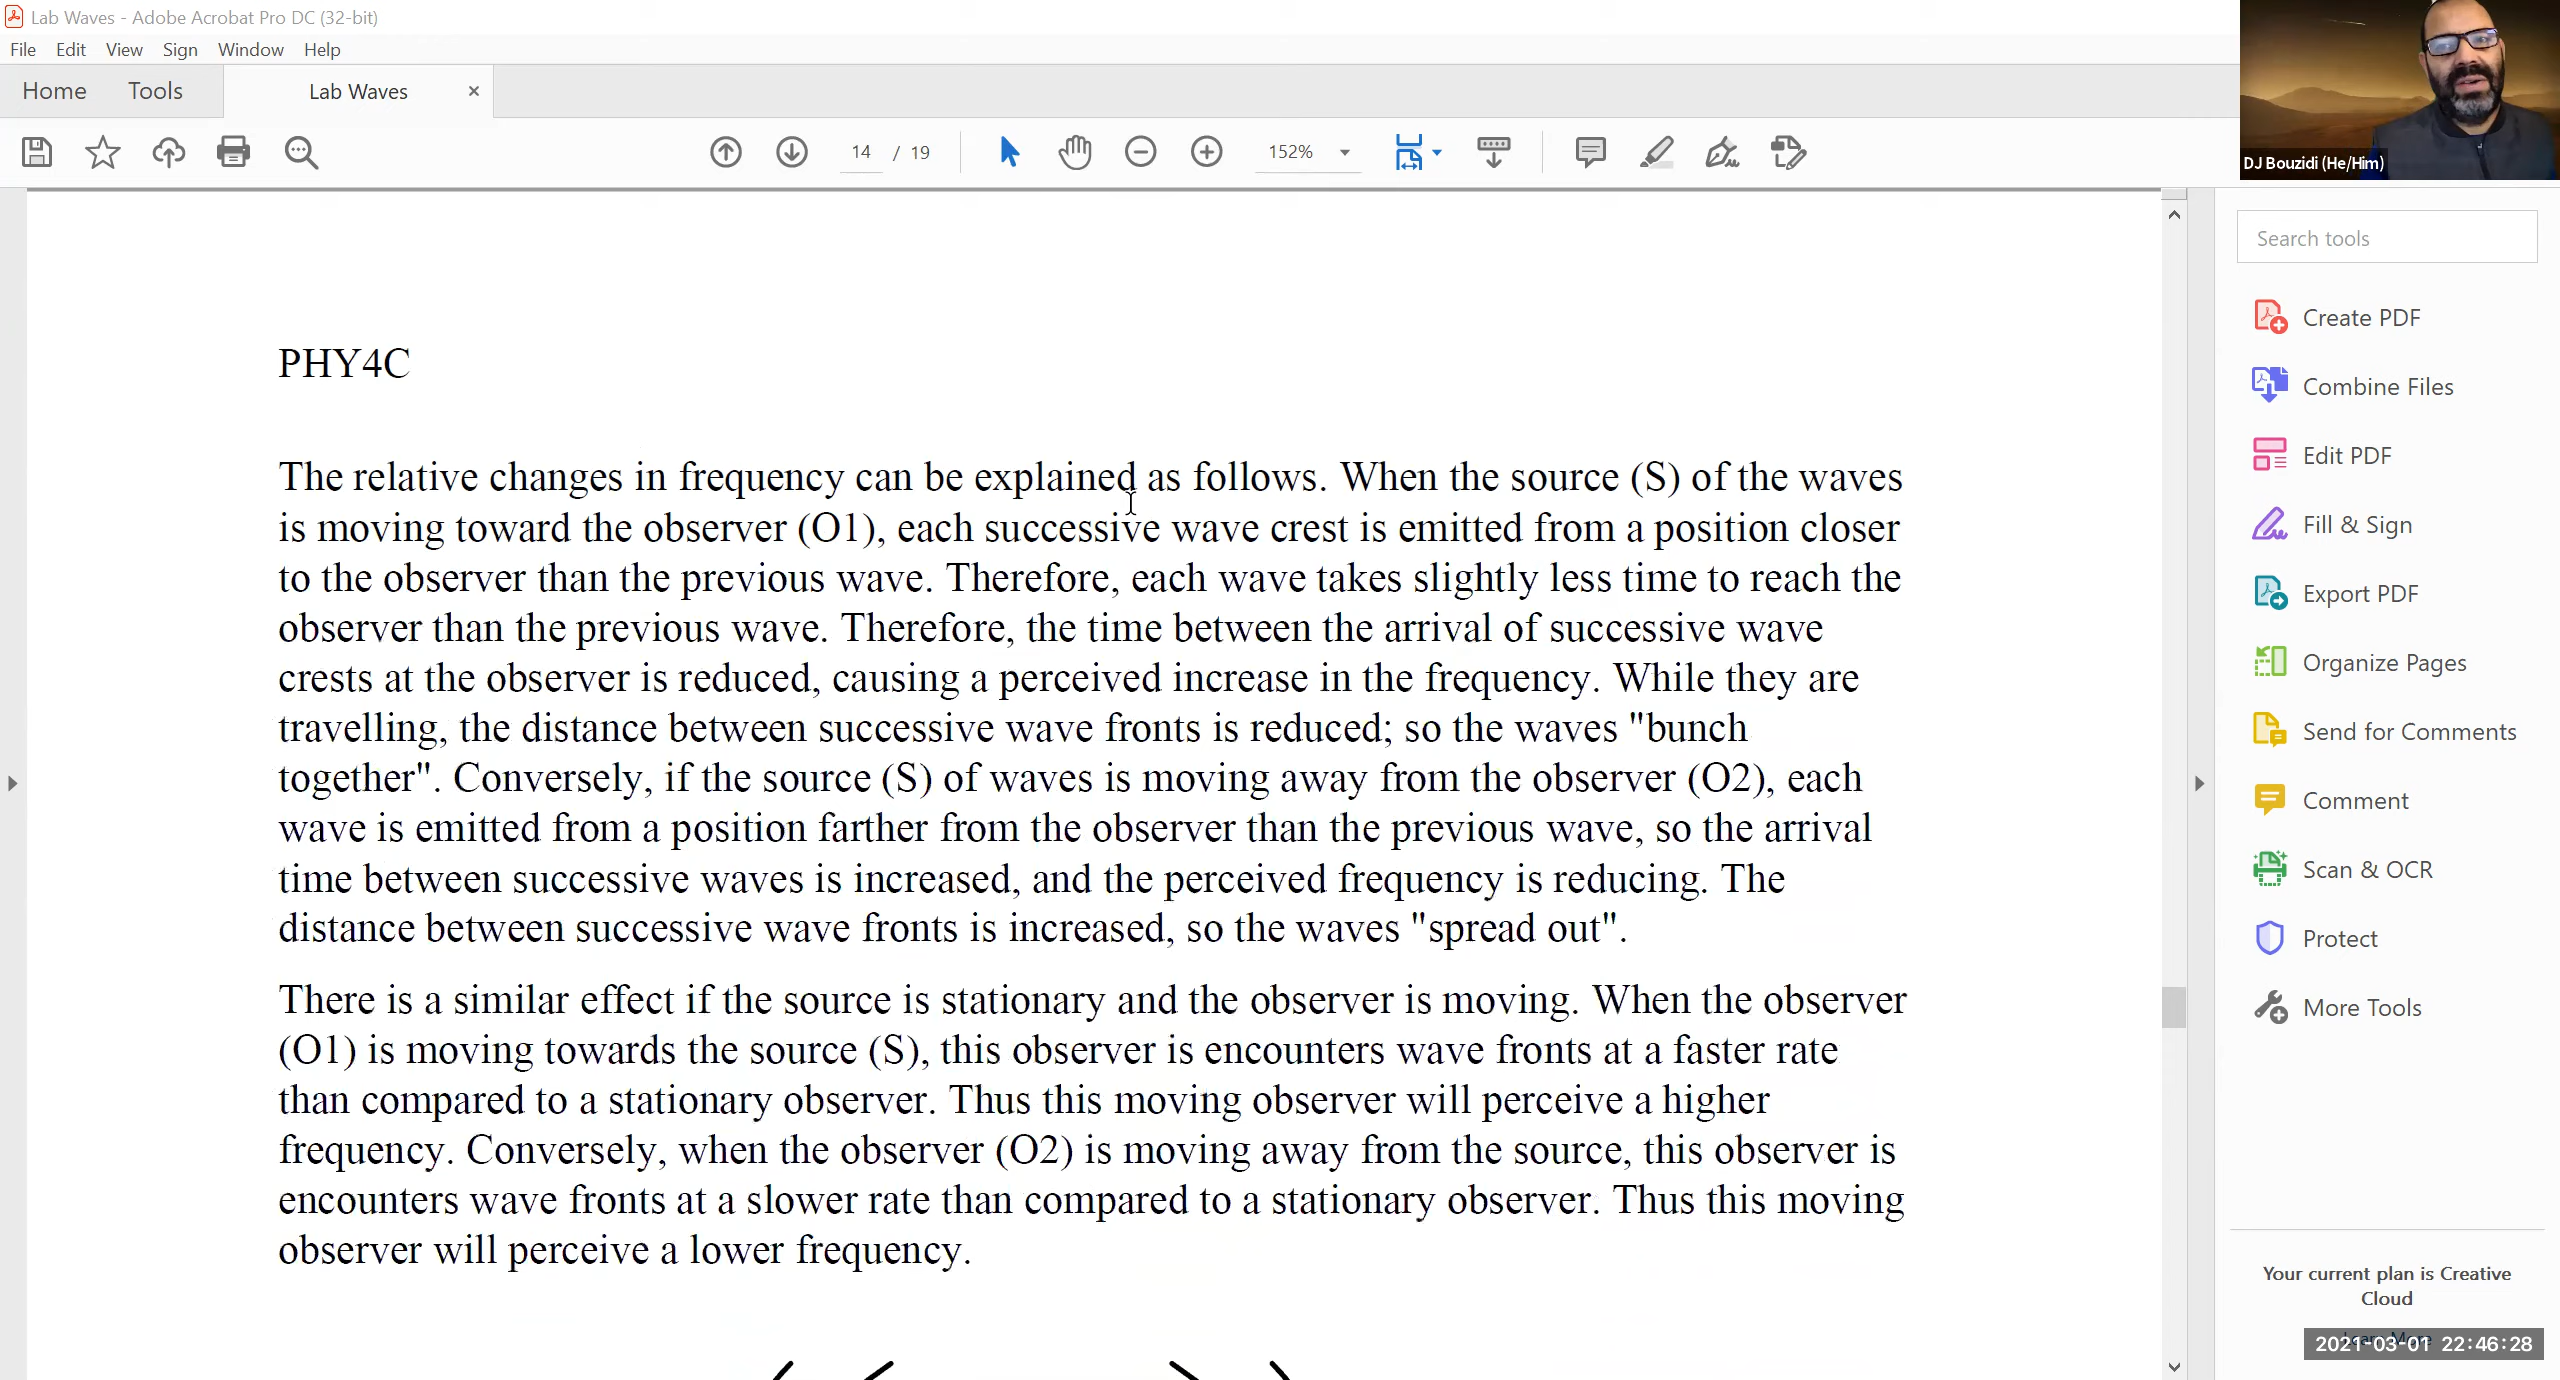 Lab Waves - Adobe Acrobat Pro DC (32-bit)
File Edit View Sign Window Help
Home Tools Lab Waves ×
14 / 19 152%
DJ Bouzidi (He/Him)
Search tools
Create PDF
Combine Files
Edit PDF
Fill & Sign
Export PDF
Organize Pages
Send for Comments
Comment
Scan & OCR
Protect
More Tools
Your current plan is Creative
Cloud
Learn More
2021-03-01 22:46:28
PHY4C
The relative changes in frequency can be explained as follows. When the source (S) of the waves
is moving toward the observer (O1), each successive wave crest is emitted from a position closer
to the observer than the previous wave. Therefore, each wave takes slightly less time to reach the
observer than the previous wave. Therefore, the time between the arrival of successive wave
crests at the observer is reduced, causing a perceived increase in the frequency. While they are
travelling, the distance between successive wave fronts is reduced; so the waves "bunch
together". Conversely, if the source (S) of waves is moving away from the observer (O2), each
wave is emitted from a position farther from the observer than the previous wave, so the arrival
time between successive waves is increased, and the perceived frequency is reducing. The
distance between successive wave fronts is increased, so the waves "spread out".
There is a similar effect if the source is stationary and the observer is moving. When the observer
(O1) is moving towards the source (S), this observer is encounters wave fronts at a faster rate
than compared to a stationary observer. Thus this moving observer will perceive a higher
frequency. Conversely, when the observer (O2) is moving away from the source, this observer is
encounters wave fronts at a slower rate than compared to a stationary observer. Thus this moving
observer will perceive a lower frequency.